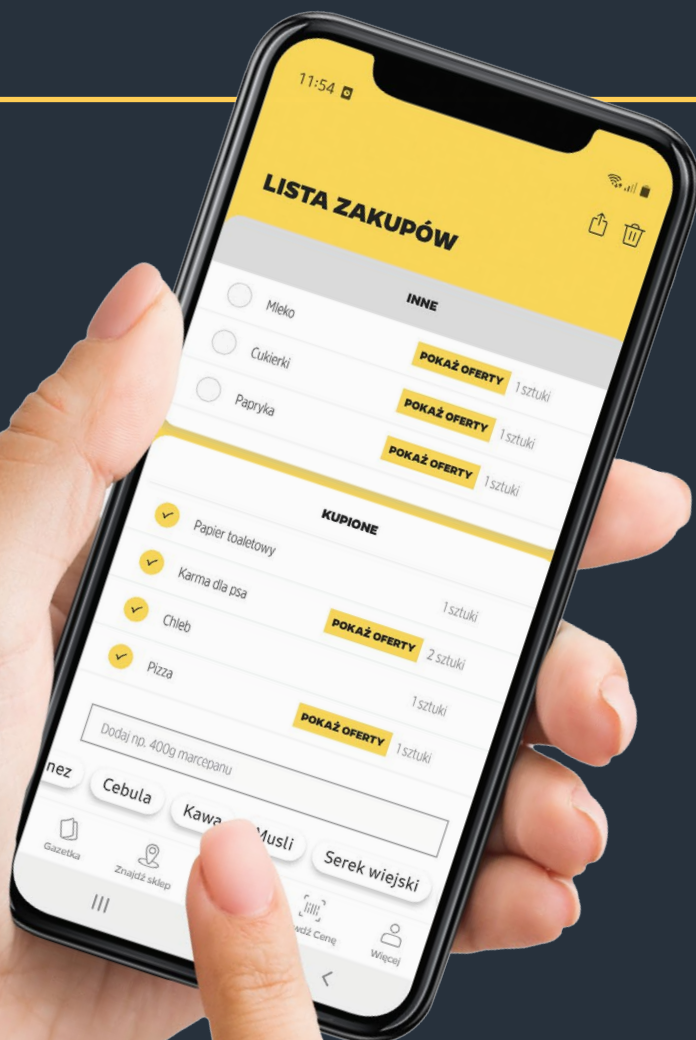 11:54
LISTA ZAKUPÓW
INNE
Mleko POKAŻ OFERTY 1 sztuki
Cukierki POKAŻ OFERTY 1 sztuki
Papryka POKAŻ OFERTY 1 sztuki
KUPIONE
Papier toaletowy 1 sztuki
Karma dla psa POKAŻ OFERTY 2 sztuki
Chleb 1 sztuki
Pizza POKAŻ OFERTY 1 sztuki
Dodaj np. 400g marcepanu
nez Cebula Kawa Musli Serek wiejski
Gazetka Znajdź sklep wdź Cenę Więcej